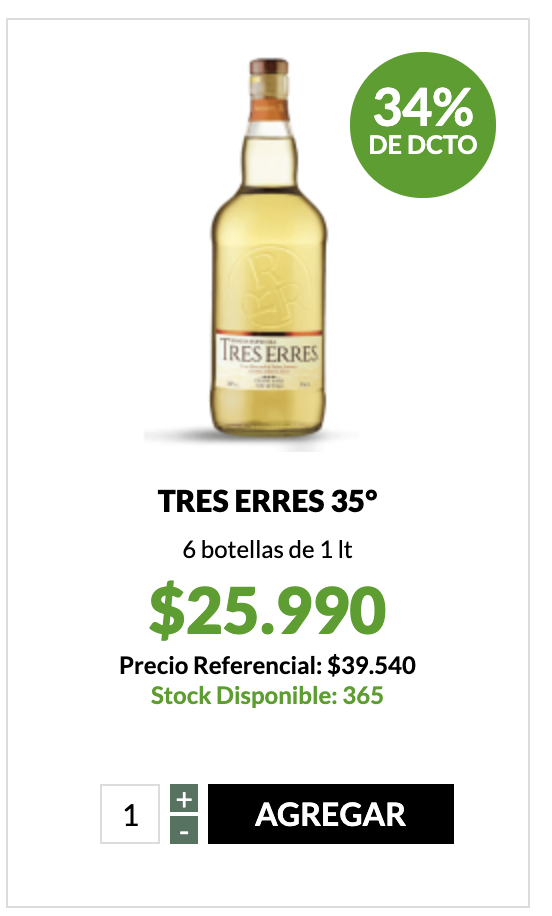 34%
DE DCTO
TRES ERRES
TRES ERRES 35°
6 botellas de 1 lt
$25.990
Precio Referencial: $39.540
Stock Disponible: 365
1
+
-
AGREGAR